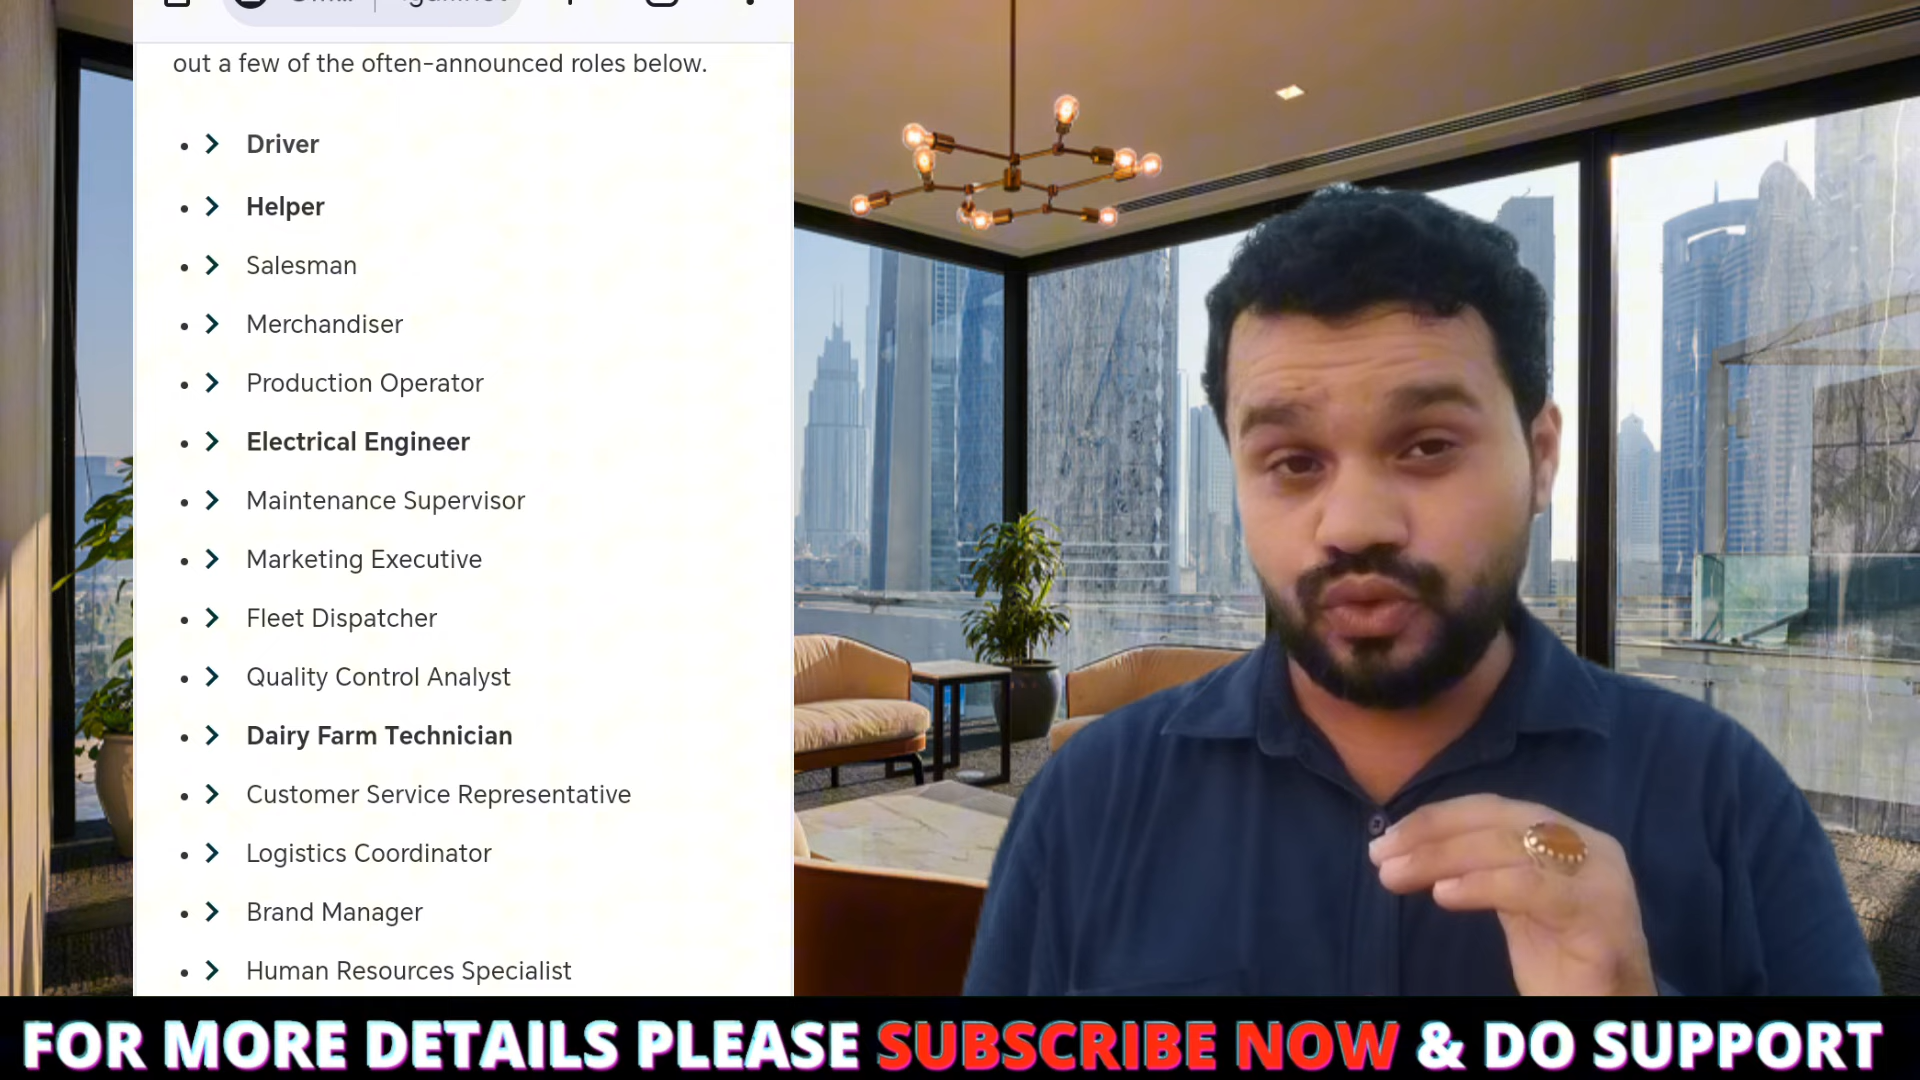 out a few of the often-announced roles below.
Driver
Helper
Salesman
Merchandiser
Production Operator
Electrical Engineer
Maintenance Supervisor
Marketing Executive
Fleet Dispatcher
Quality Control Analyst
Dairy Farm Technician
Customer Service Representative
Logistics Coordinator
Brand Manager
Human Resources Specialist
FOR MORE DETAILS PLEASE SUBSCRIBE NOW & DO SUPPORT